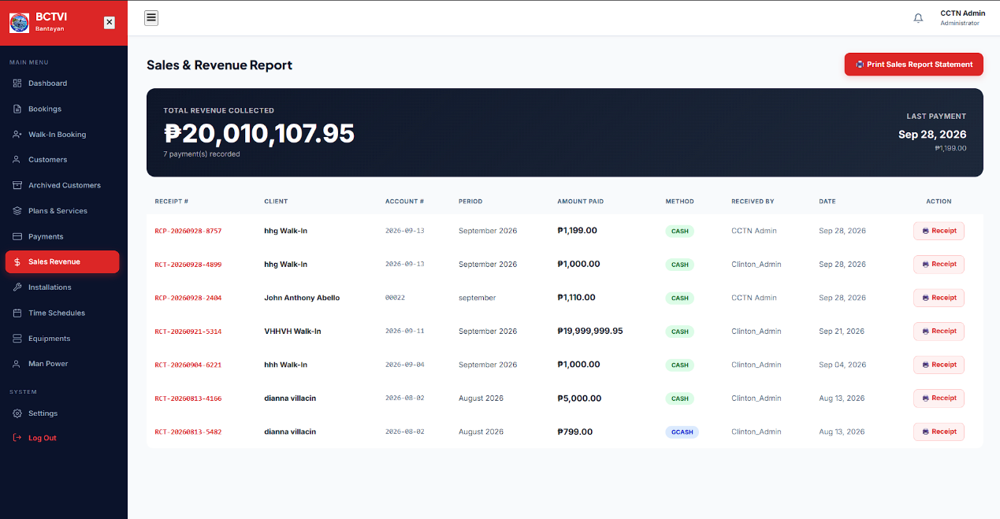 BCTVI
Bantayan
CCTN Admin
Administrator
MAIN MENU
Dashboard
Bookings
Walk-In Booking
Customers
Archived Customers
Plans & Services
Payments
Sales Revenue
Installations
Time Schedules
Equipments
Man Power
SYSTEM
Settings
Log Out
Sales & Revenue Report
Print Sales Report Statement
TOTAL REVENUE COLLECTED
₱20,010,107.95
7 payment(s) recorded
LAST PAYMENT
Sep 28, 2026
₱1,199.00
RECEIPT # CLIENT ACCOUNT # PERIOD AMOUNT PAID METHOD RECEIVED BY DATE ACTION
RCP-20260928-8757 hhg Walk-In 2026-09-13 September 2026 ₱1,199.00 CASH CCTN Admin Sep 28, 2026 Receipt
RCT-20260928-4899 hhg Walk-In 2026-09-13 September 2026 ₱1,000.00 CASH Clinton_Admin Sep 28, 2026 Receipt
RCP-20260928-2404 John Anthony Abello 00022 september ₱1,110.00 CASH CCTN Admin Sep 28, 2026 Receipt
RCT-20260921-5314 VHHVH Walk-In 2026-09-11 September 2026 ₱19,999,999.95 CASH Clinton_Admin Sep 21, 2026 Receipt
RCT-20260904-6221 hhh Walk-In 2026-09-04 September 2026 ₱1,000.00 CASH Clinton_Admin Sep 04, 2026 Receipt
RCT-20260813-4166 dianna villacin 2026-08-02 August 2026 ₱5,000.00 CASH Clinton_Admin Aug 13, 2026 Receipt
RCT-20260813-5482 dianna villacin 2026-08-02 August 2026 ₱799.00 GCASH Clinton_Admin Aug 13, 2026 Receipt